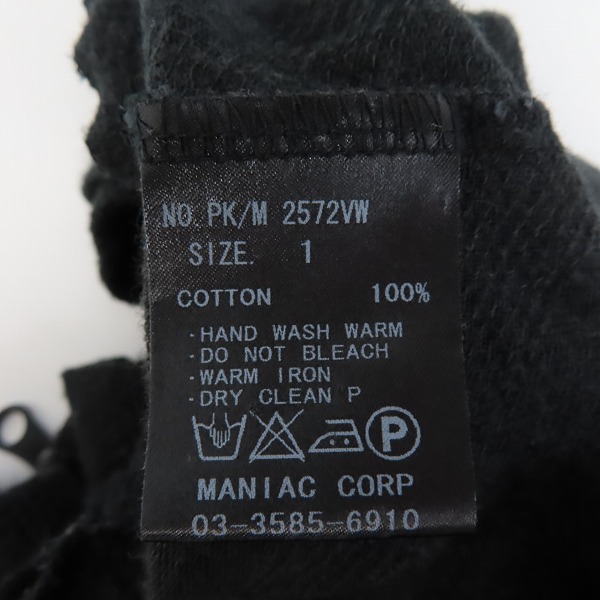 NO.PK/M 2572VW
SIZE. 1
COTTON 100%
・HAND WASH WARM
・DO NOT BLEACH
・WARM IRON
・DRY CLEAN P
P
MANIAC CORP
03-3585-6910